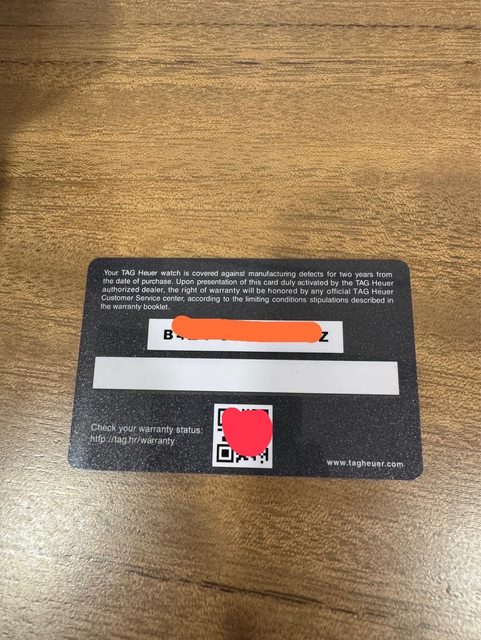 Your TAG Heuer watch is covered against manufacturing defects for two years from
the date of purchase. Upon presentation of this card duly activated by the TAG Heuer
authorized dealer, the right of warranty will be honored by any official TAG Heuer
Customer Service center, according to the limiting conditions stipulations described in
the warranty booklet.
Check your warranty status:
http://tag.hr/warranty
www.tagheuer.com